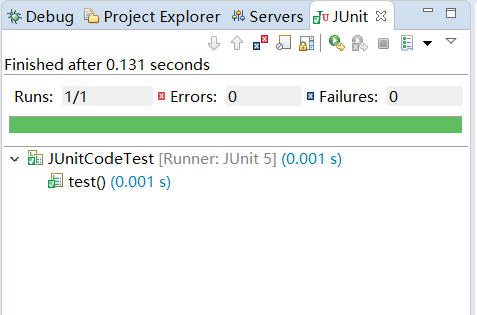 Debug Project Explorer Servers JUnit
Finished after 0.131 seconds
Runs: 1/1 Errors: 0 Failures: 0
JUnitCodeTest [Runner: JUnit 5] (0.001 s)
test() (0.001 s)